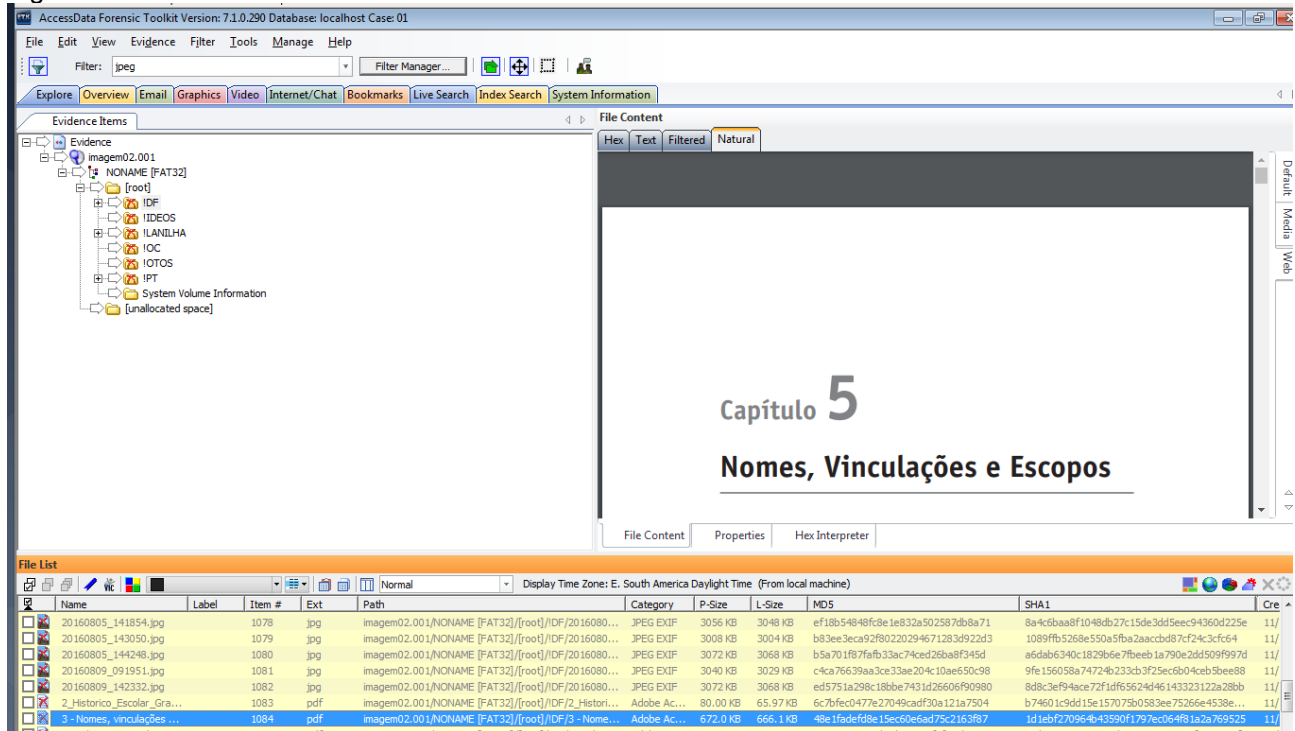 AccessData Forensic Toolkit Version: 7.1.0.290 Database: localhost Case: 01
File Edit View Evidence Filter Tools Manage Help
Filter: jpeg Filter Manager...
Explore Overview Email Graphics Video Internet/Chat Bookmarks Live Search Index Search System Information
Evidence Items
Evidence
imagem02.001
NONAME [FAT32]
[root]
!DF
!IDEOS
!LANILHA
!OC
!OTOS
!PT
System Volume Information
[unallocated space]
File Content
Hex Text Filtered Natural
Default
Media
Web
Capítulo 5
Nomes, Vinculações e Escopos
File Content Properties Hex Interpreter
File List
Normal Display Time Zone: E. South America Daylight Time (From local machine)
Name Label Item # Ext Path Category P-Size L-Size MD5 SHA1 Cre
20160805_141854.jpg 1078 jpg imagem02.001/NONAME [FAT32]/[root]/!DF/2016080... JPEG EXIF 3056 KB 3048 KB ef18b54848fc8e1e832a502587db8a71 8a4c6baa8f1048db27c15de3dd5eec94360d225e 11/
20160805_143050.jpg 1079 jpg imagem02.001/NONAME [FAT32]/[root]/!DF/2016080... JPEG EXIF 3008 KB 3004 KB b83ee3eca92f80220294671283d922d3 1089ffb5268e550a5fba2aaccbd87cf24c3cfc64 11/
20160805_144248.jpg 1080 jpg imagem02.001/NONAME [FAT32]/[root]/!DF/2016080... JPEG EXIF 3072 KB 3068 KB b5a701f87fafb33ac74ced26ba8f345d a6dab6340c1829b6e7fbeeb1a790e2dd509f997d 11/
20160809_091951.jpg 1081 jpg imagem02.001/NONAME [FAT32]/[root]/!DF/2016080... JPEG EXIF 3040 KB 3029 KB c4ca76639aa3ce33ae204c10ae650c98 9fe156058a74724b233cb3f25ec6b04ceb5bee88 11/
20160809_142332.jpg 1082 jpg imagem02.001/NONAME [FAT32]/[root]/!DF/2016080... JPEG EXIF 3072 KB 3068 KB ed5751a298c18bbe7431d26606f90980 8d8c3ef94ace72f1df65624d46143323122a28bb 11/
2_Historico_Escolar_Gra... 1083 pdf imagem02.001/NONAME [FAT32]/[root]/!DF/2_Histori... Adobe Ac... 80.00 KB 65.97 KB 6c7bfec0477e27049cadf30a121a7504 b74601c9dd15e157075b0583ee75266e4538e... 11/
3 - Nomes, vinculações ... 1084 pdf imagem02.001/NONAME [FAT32]/[root]/!DF/3 - Nome... Adobe Ac... 672.0 KB 666.1 KB 48e1fadefd8e15ec60e6ad75c2163f87 1d1ebf270964b43590f1797ec064f81a2a769525 11/